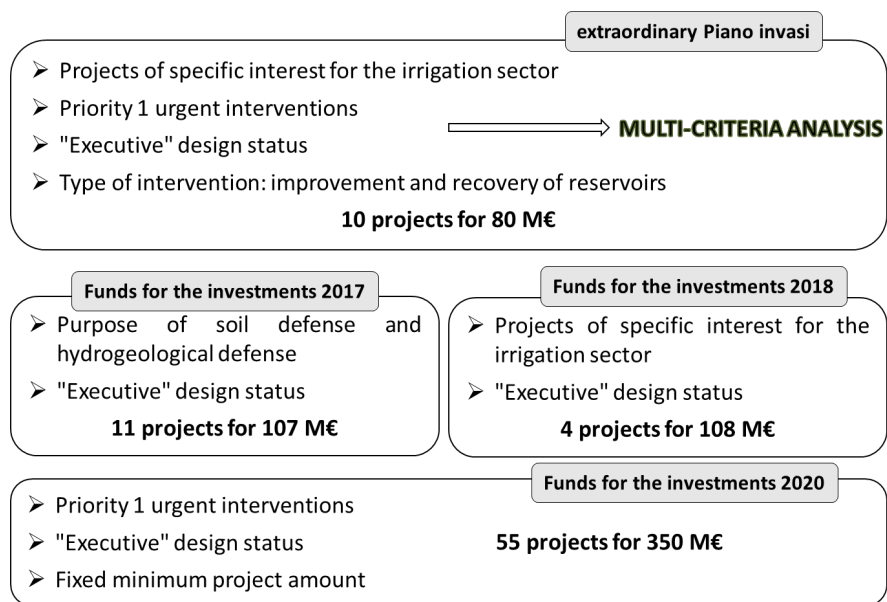 extraordinary Piano invasi
➢ Projects of specific interest for the irrigation sector
➢ Priority 1 urgent interventions
➢ "Executive" design status
MULTI-CRITERIA ANALYSIS
➢ Type of intervention: improvement and recovery of reservoirs
10 projects for 80 M€
Funds for the investments 2017
➢ Purpose of soil defense and
hydrogeological defense
➢ "Executive" design status
11 projects for 107 M€
Funds for the investments 2018
➢ Projects of specific interest for the
irrigation sector
➢ "Executive" design status
4 projects for 108 M€
Funds for the investments 2020
➢ Priority 1 urgent interventions
➢ "Executive" design status
55 projects for 350 M€
➢ Fixed minimum project amount